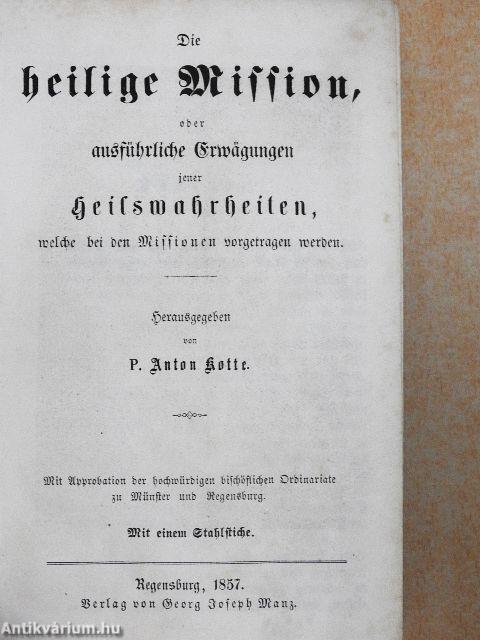 Die
heilige Mission,
oder
ausführliche Erwägungen
jener
Heilswahrheiten,
welche bei den Missionen vorgetragen werden.
Herausgegeben
von
P. Anton Kotte.
Mit Approbation der hochwürdigen bischöflichen Ordinariate
zu Münster und Regensburg.
Mit einem Stahlstiche.
Regensburg, 1857.
Verlag von Georg Joseph Manz.
Antikvárium.hu